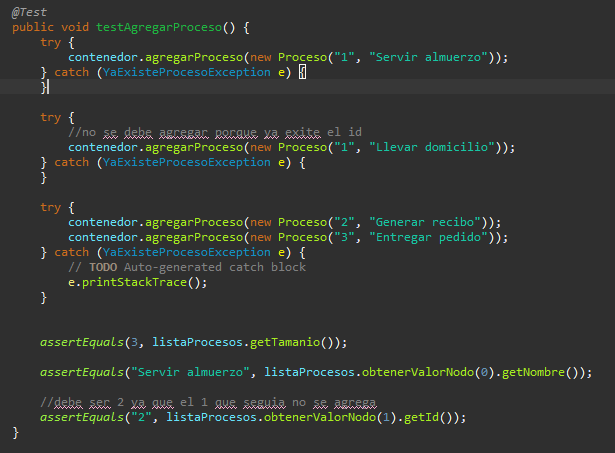 @Test
public void testAgregarProceso() {
try {
contenedor.agregarProceso(new Proceso("1", "Servir almuerzo"));
} catch (YaExisteProcesoException e) {
}
try {
//no se debe agregar porque ya exite el id
contenedor.agregarProceso(new Proceso("1", "Llevar domicilio"));
} catch (YaExisteProcesoException e) {
}
try {
contenedor.agregarProceso(new Proceso("2", "Generar recibo"));
contenedor.agregarProceso(new Proceso("3", "Entregar pedido"));
} catch (YaExisteProcesoException e) {
// TODO Auto-generated catch block
e.printStackTrace();
}
assertEquals(3, listaProcesos.getTamanio());
assertEquals("Servir almuerzo", listaProcesos.obtenerValorNodo(0).getNombre());
//debe ser 2 ya que el 1 que seguia no se agrega
assertEquals("2", listaProcesos.obtenerValorNodo(1).getId());
}